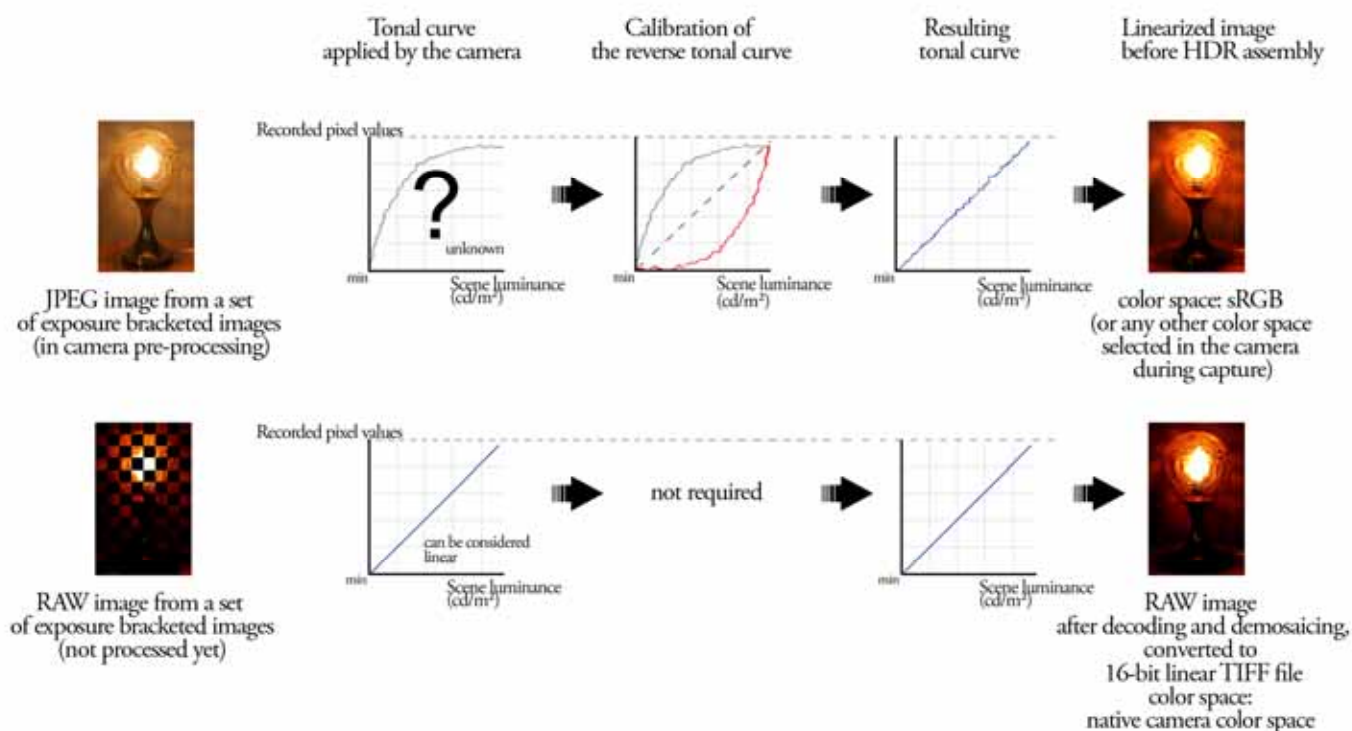 Tonal curve
applied by the camera
Calibration of
the reverse tonal curve
Resulting
tonal curve
Linearized image
before HDR assembly
Recorded pixel values
?
unknown
min
Scene luminance
(cd/m²)
min
Scene luminance
(cd/m²)
min
Scene luminance
(cd/m²)
JPEG image from a set
of exposure bracketed images
(in camera pre-processing)
color space: sRGB
(or any other color space
selected in the camera
during capture)
Recorded pixel values
can be considered
linear
min
Scene luminance
(cd/m²)
not required
min
Scene luminance
(cd/m²)
RAW image from a set
of exposure bracketed images
(not processed yet)
RAW image
after decoding and demosaicing,
converted to
16-bit linear TIFF file
color space:
native camera color space